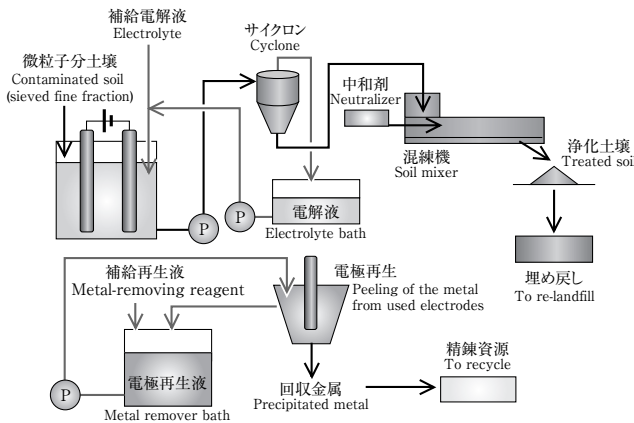 補給電解液
Electrolyte
サイクロン
Cyclone
微粒子分土壌
Contaminated soil
(sieved fine fraction)
中和剤
Neutralizer
混練機
Soil mixer
浄化土壌
Treated soi
P
P
電解液
Electrolyte bath
埋め戻し
To re-landfill
補給再生液
Metal-removing reagent
電極再生
Peeling of the metal
from used electrodes
電極再生液
P
Metal remover bath
回収金属
Precipitated metal
精錬資源
To recycle